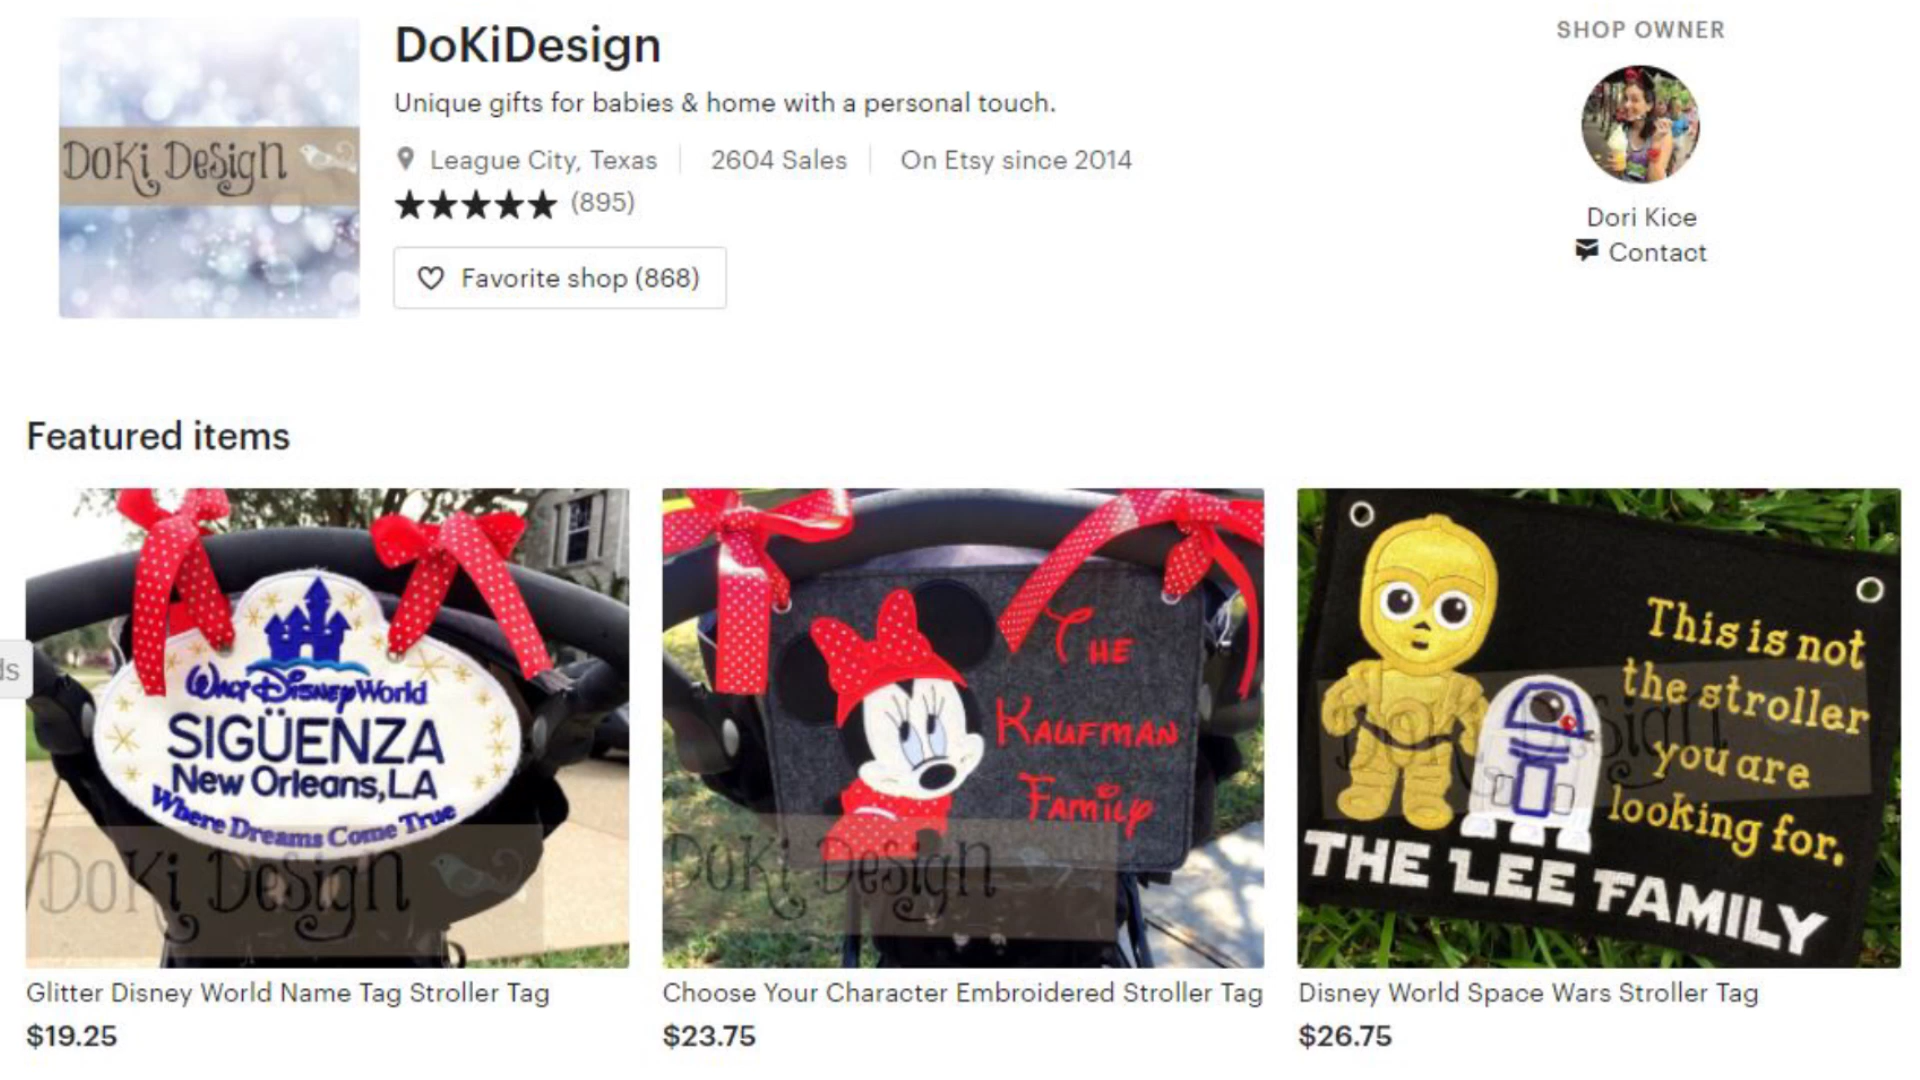 DoKi Design
DoKiDesign
Unique gifts for babies & home with a personal touch.
League City, Texas
2604 Sales
On Etsy since 2014
(895)
Favorite shop (868)
SHOP OWNER
Dori Kice
Contact
Featured items
ds
Walt Disney World
SIGÜENZA
New Orleans, LA
Where Dreams Come True
DoKi Design
THE
KAUFMAN
FAMILY
DoKi Design
This is not
the stroller
you are
looking for.
THE LEE FAMILY
DoKi Design
Glitter Disney World Name Tag Stroller Tag
$19.25
Choose Your Character Embroidered Stroller Tag
$23.75
Disney World Space Wars Stroller Tag
$26.75